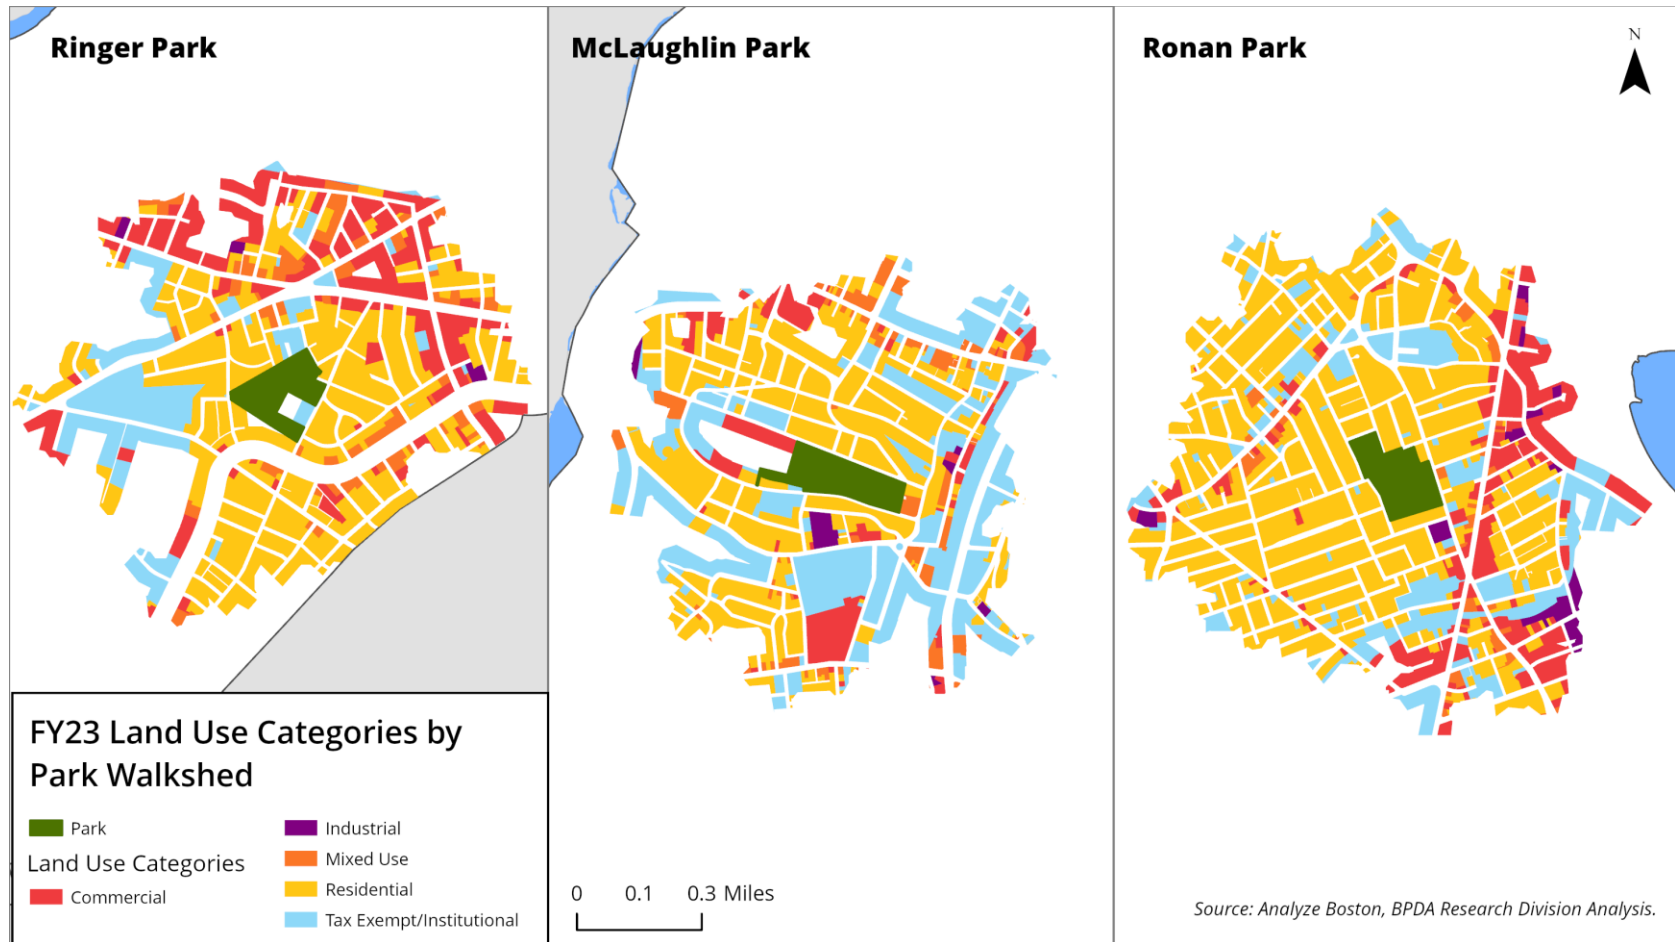 Ringer Park
McLaughlin Park
Ronan Park
N
FY23 Land Use Categories by
Park Walkshed
Park
Land Use Categories
Commercial
Industrial
Mixed Use
Residential
Tax Exempt/Institutional
0 0.1 0.3 Miles
Source: Analyze Boston, BPDA Research Division Analysis.